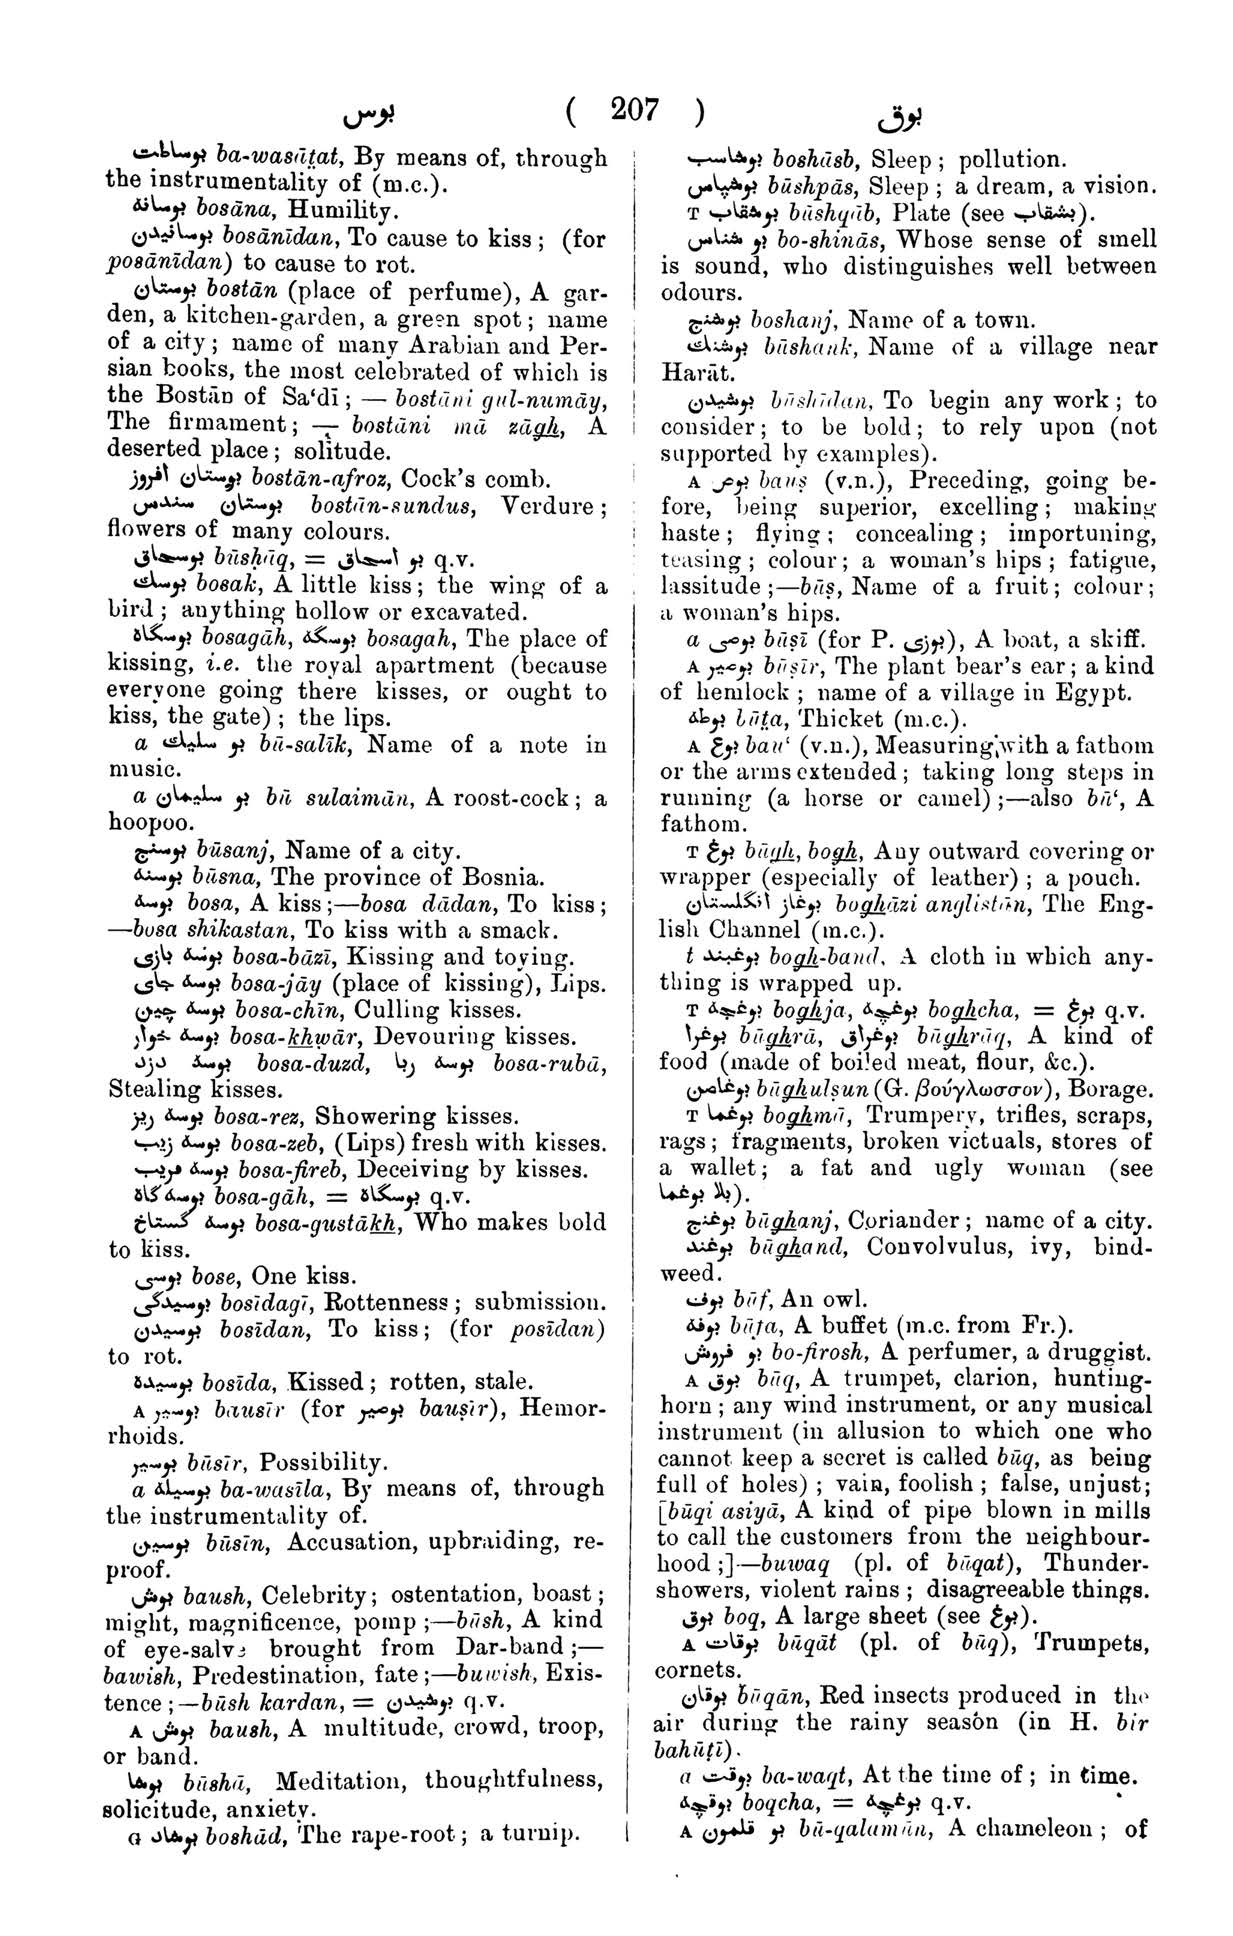 بوس ( 207 ) بوق
بوساطت ba-wasāt̤at, By means of, through
the instrumentality of (m.c.).
بوسانه bosāna, Humility.
بوسانیدن bosānīdan, To cause to kiss; (for
posānīdan) to cause to rot.
بوستان bostān (place of perfume), A gar-
den, a kitchen-garden, a green spot; name
of a city; name of many Arabian and Per-
sian books, the most celebrated of which is
the Bostān of Sa‘dī; — bostāni gul-numāy,
The firmament; — bostāni mā zāgh, A
deserted place; solitude.
بوستان افروز bostān-afroz, Cock's comb.
بوستان سندس bostān-sundus, Verdure;
flowers of many colours.
بوسحاق būsḥāq, = بو اسحاق q.v.
بوسك bosak, A little kiss; the wing of a
bird; anything hollow or excavated.
بوسگاه bosagāh, بوسگه bosagah, The place of
kissing, i.e. the royal apartment (because
everyone going there kisses, or ought to
kiss, the gate); the lips.
a بو سلیك bū-salīk, Name of a note in
music.
a بو سلیمان bū sulaimān, A roost-cock; a
hoopoo.
بوسنج būsanj, Name of a city.
بوسنه būsna, The province of Bosnia.
بوسه bosa, A kiss;—bosa dādan, To kiss;
—bosa shikastan, To kiss with a smack.
بوسه بازی bosa-bāzī, Kissing and toying.
بوسه جای bosa-jāy (place of kissing), Lips.
بوسه چین bosa-chīn, Culling kisses.
بوسه خوار bosa-khẉār, Devouring kisses.
بوسه دزد bosa-duzd, بوسه ربا bosa-rubā,
Stealing kisses.
بوسه ریز bosa-rez, Showering kisses.
بوسه زیب bosa-zeb, (Lips) fresh with kisses.
بوسه فریب bosa-fireb, Deceiving by kisses.
بوسه گاه bosa-gāh, = بوسگاه q.v.
بوسه گستاخ bosa-gustākh, Who makes bold
to kiss.
بوسی bose, One kiss.
بوسیدگی bosīdagī, Rottenness; submission.
بوسیدن bosīdan, To kiss; (for posīdan)
to rot.
بوسیده bosīda, Kissed; rotten, stale.
A بوسیر bausīr (for بوصیر bauṣīr), Hemor-
rhoids.
بوسیر būsīr, Possibility.
a بوسیله ba-wasīla, By means of, through
the instrumentality of.
بوسین būsīn, Accusation, upbraiding, re-
proof.
بوش baush, Celebrity; ostentation, boast;
might, magnificence, pomp;—būsh, A kind
of eye-salve brought from Dar-band;—
bawish, Predestination, fate;—buwish, Exis-
tence;—būsh kardan, = بوشیدن q.v.
A بوش baush, A multitude, crowd, troop,
or band.
بوشا būshā, Meditation, thoughtfulness,
solicitude, anxiety.
G بوشاد boshād, The rape-root; a turnip.
بوشاسب boshāsb, Sleep; pollution.
بوشپاس būshpās, Sleep; a dream, a vision.
T بوشقاب būshqāb, Plate (see بشقاب).
بو شناس bo-shinās, Whose sense of smell
is sound, who distinguishes well between
odours.
بوشنج boshanj, Name of a town.
بوشنك būshank, Name of a village near
Harāt.
بوشیدن būshīdan, To begin any work; to
consider; to be bold; to rely upon (not
supported by examples).
A بوص bauṣ (v.n.), Preceding, going be-
fore, being superior, excelling; making
haste; flying; concealing; importuning,
teasing; colour; a woman's hips; fatigue,
lassitude;—būṣ, Name of a fruit; colour;
a woman's hips.
a بوصی būṣī (for P. بوزی), A boat, a skiff.
A بوصیر būṣīr, The plant bear's ear; a kind
of hemlock; name of a village in Egypt.
بوطه būt̤a, Thicket (m.c.).
A بوع bau‘ (v.n.), Measuring with a fathom
or the arms extended; taking long steps in
running (a horse or camel);—also bū‘, A
fathom.
T بوغ būgh, bogh, Any outward covering or
wrapper (especially of leather); a pouch.
بوغاز انگلستان boghāzi anglistān, The Eng-
lish Channel (m.c.).
t بوغبند bogh-band, A cloth in which any-
thing is wrapped up.
T بوغجه boghja, بوغچه boghcha, = بوغ q.v.
بوغرا būghrā, بوغراق būghrāq, A kind of
food (made of boiled meat, flour, &c.).
بوغلصن būghulṣun (G. βούγλωσσον), Borage.
T بوغما boghmā, Trumpery, trifles, scraps,
rags; fragments, broken victuals, stores of
a wallet; a fat and ugly woman (see
بلا بوغما).
بوغنج būghanj, Coriander; name of a city.
بوغند būghand, Convolvulus, ivy, bind-
weed.
بوف būf, An owl.
بوفه būfa, A buffet (m.c. from Fr.).
بو فروش bo-firosh, A perfumer, a druggist.
A بوق būq, A trumpet, clarion, hunting-
horn; any wind instrument, or any musical
instrument (in allusion to which one who
cannot keep a secret is called būq, as being
full of holes); vain, foolish; false, unjust;
[būqi asiyā, A kind of pipe blown in mills
to call the customers from the neighbour-
hood;]—buwaq (pl. of būqat), Thunder-
showers, violent rains; disagreeable things.
بوق boq, A large sheet (see بوغ).
A بوقات būqāt (pl. of būq), Trumpets,
cornets.
بوقان būqān, Red insects produced in the
air during the rainy season (in H. bir
bahūṭī).
a بوقت ba-waqt, At the time of; in time.
بوقچه boqcha, = بوغچه q.v.
A بو قلمون bū-qalamūn, A chameleon; of